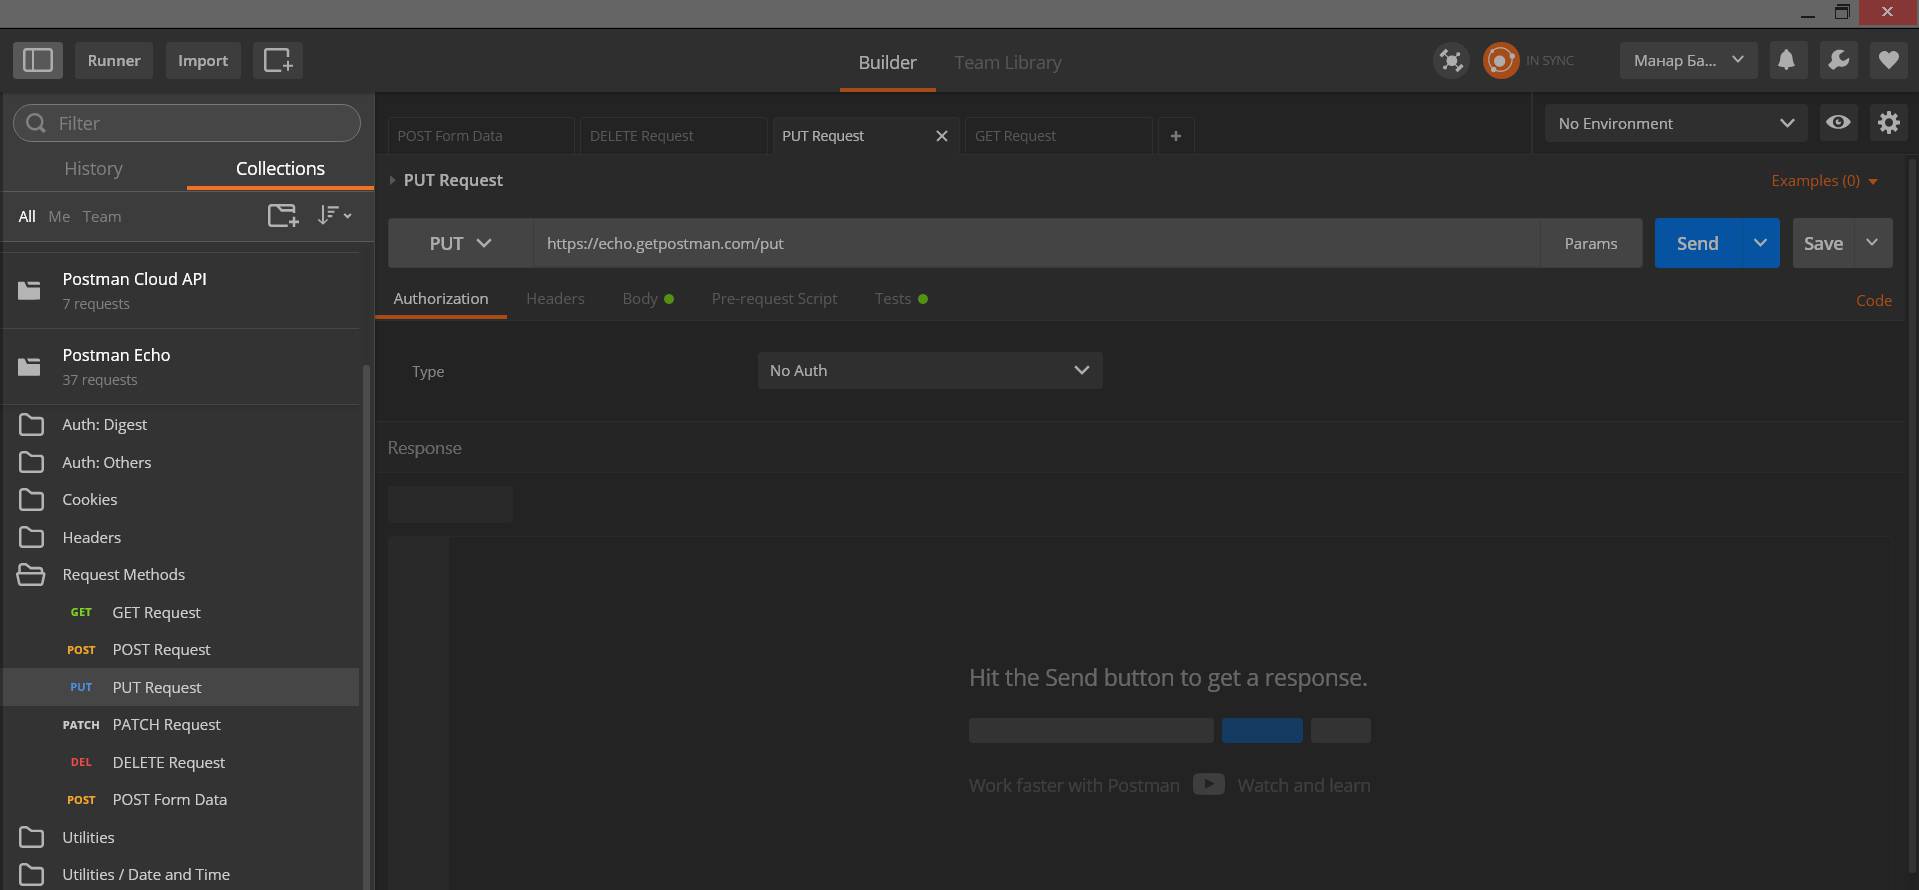 Runner
Import
Builder
Team Library
IN SYNC
Манар Ба...
Filter
History
Collections
All
Me
Team
Postman Cloud API
7 requests
Postman Echo
37 requests
Auth: Digest
Auth: Others
Cookies
Headers
Request Methods
GET GET Request
POST POST Request
PUT PUT Request
PATCH PATCH Request
DEL DELETE Request
POST POST Form Data
Utilities
Utilities / Date and Time
POST Form Data
DELETE Request
PUT Request
GET Request
No Environment
PUT Request
Examples (0)
PUT
https://echo.getpostman.com/put
Params
Send
Save
Authorization
Headers
Body
Pre-request Script
Tests
Code
Type
No Auth
Response
Hit the Send button to get a response.
Work faster with Postman
Watch and learn